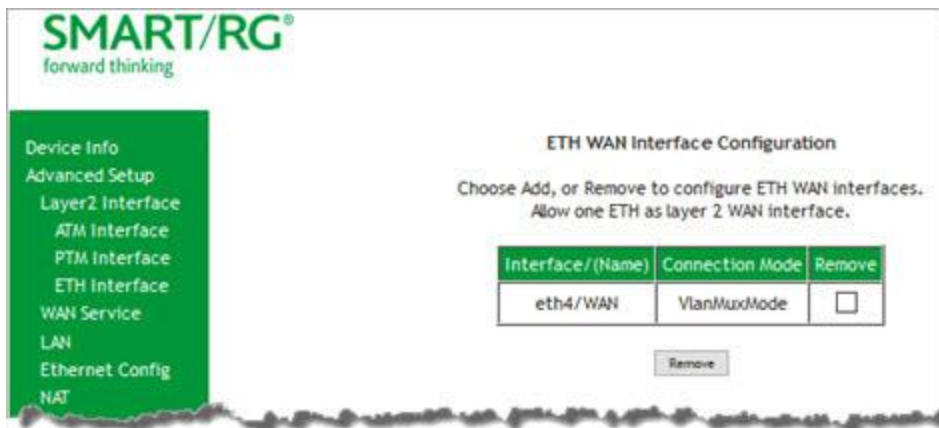 SMART/RG®
forward thinking
Device Info
Advanced Setup
Layer2 Interface
ATM Interface
PTM Interface
ETH Interface
WAN Service
LAN
Ethernet Config
NAT
ETH WAN Interface Configuration
Choose Add, or Remove to configure ETH WAN interfaces.
Allow one ETH as layer 2 WAN interface.
Interface/(Name) Connection Mode Remove
eth4/WAN VlanMuxMode
Remove